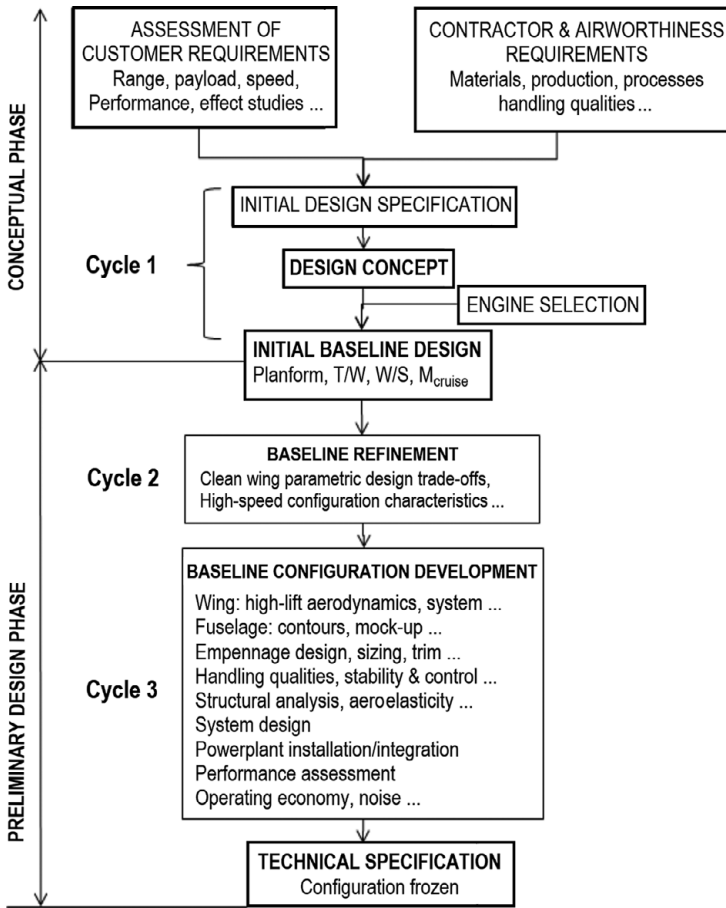 ASSESSMENT OF
CUSTOMER REQUIREMENTS
Range, payload, speed,
Performance, effect studies ...
CONTRACTOR & AIRWORTHINESS
REQUIREMENTS
Materials, production, processes
handling qualities ...
CONCEPTUAL PHASE
Cycle 1
INITIAL DESIGN SPECIFICATION
DESIGN CONCEPT
ENGINE SELECTION
INITIAL BASELINE DESIGN
Planform, T/W, W/S, Mcruise
PRELIMINARY DESIGN PHASE
Cycle 2
BASELINE REFINEMENT
Clean wing parametric design trade-offs,
High-speed configuration characteristics ...
Cycle 3
BASELINE CONFIGURATION DEVELOPMENT
Wing: high-lift aerodynamics, system ...
Fuselage: contours, mock-up ...
Empennage design, sizing, trim ...
Handling qualities, stability & control ...
Structural analysis, aeroelasticity ...
System design
Powerplant installation/integration
Performance assessment
Operating economy, noise ...
TECHNICAL SPECIFICATION
Configuration frozen